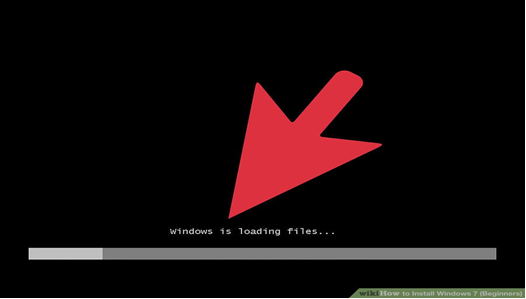 Windows is loading files...
wikiHow to Install Windows 7 (Beginners)